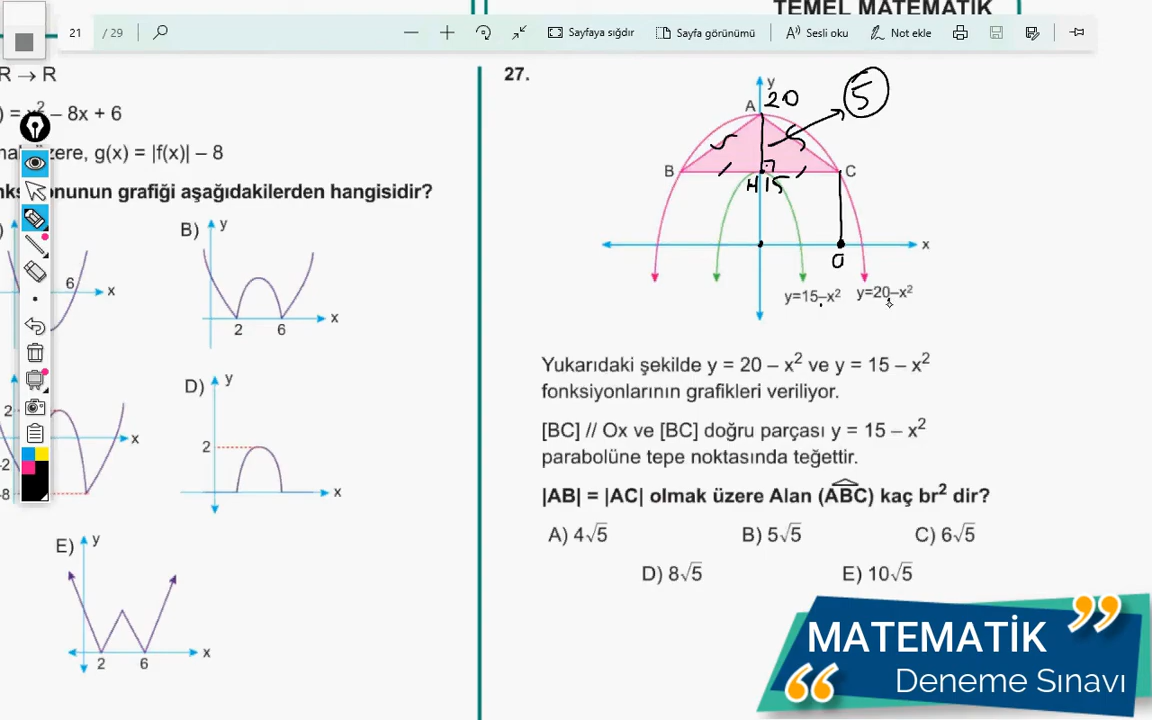 TEMEL MATEMATİK
21 / 29
Sayfaya sığdır
Sayfa görünümü
Sesli oku
Not ekle
R → R
) = x² – 8x + 6
üzere, g(x) = |f(x)| – 8
onunun grafiği aşağıdakilerden hangisidir?
6
x
B)
y
2
6
x
2
-2
-8
x
D)
y
2
x
E)
y
2
6
x
27.
y
A
20
5
B
C
H
15
x
0
y=15–x²
y=20–x²
Yukarıdaki şekilde y = 20 – x² ve y = 15 – x²
fonksiyonlarının grafikleri veriliyor.
[BC] // Ox ve [BC] doğru parçası y = 15 – x²
parabolüne tepe noktasında teğettir.
|AB| = |AC| olmak üzere Alan (ABC) kaç br² dir?
A) 4√5
B) 5√5
C) 6√5
D) 8√5
E) 10√5
MATEMATİK
Deneme Sınavı